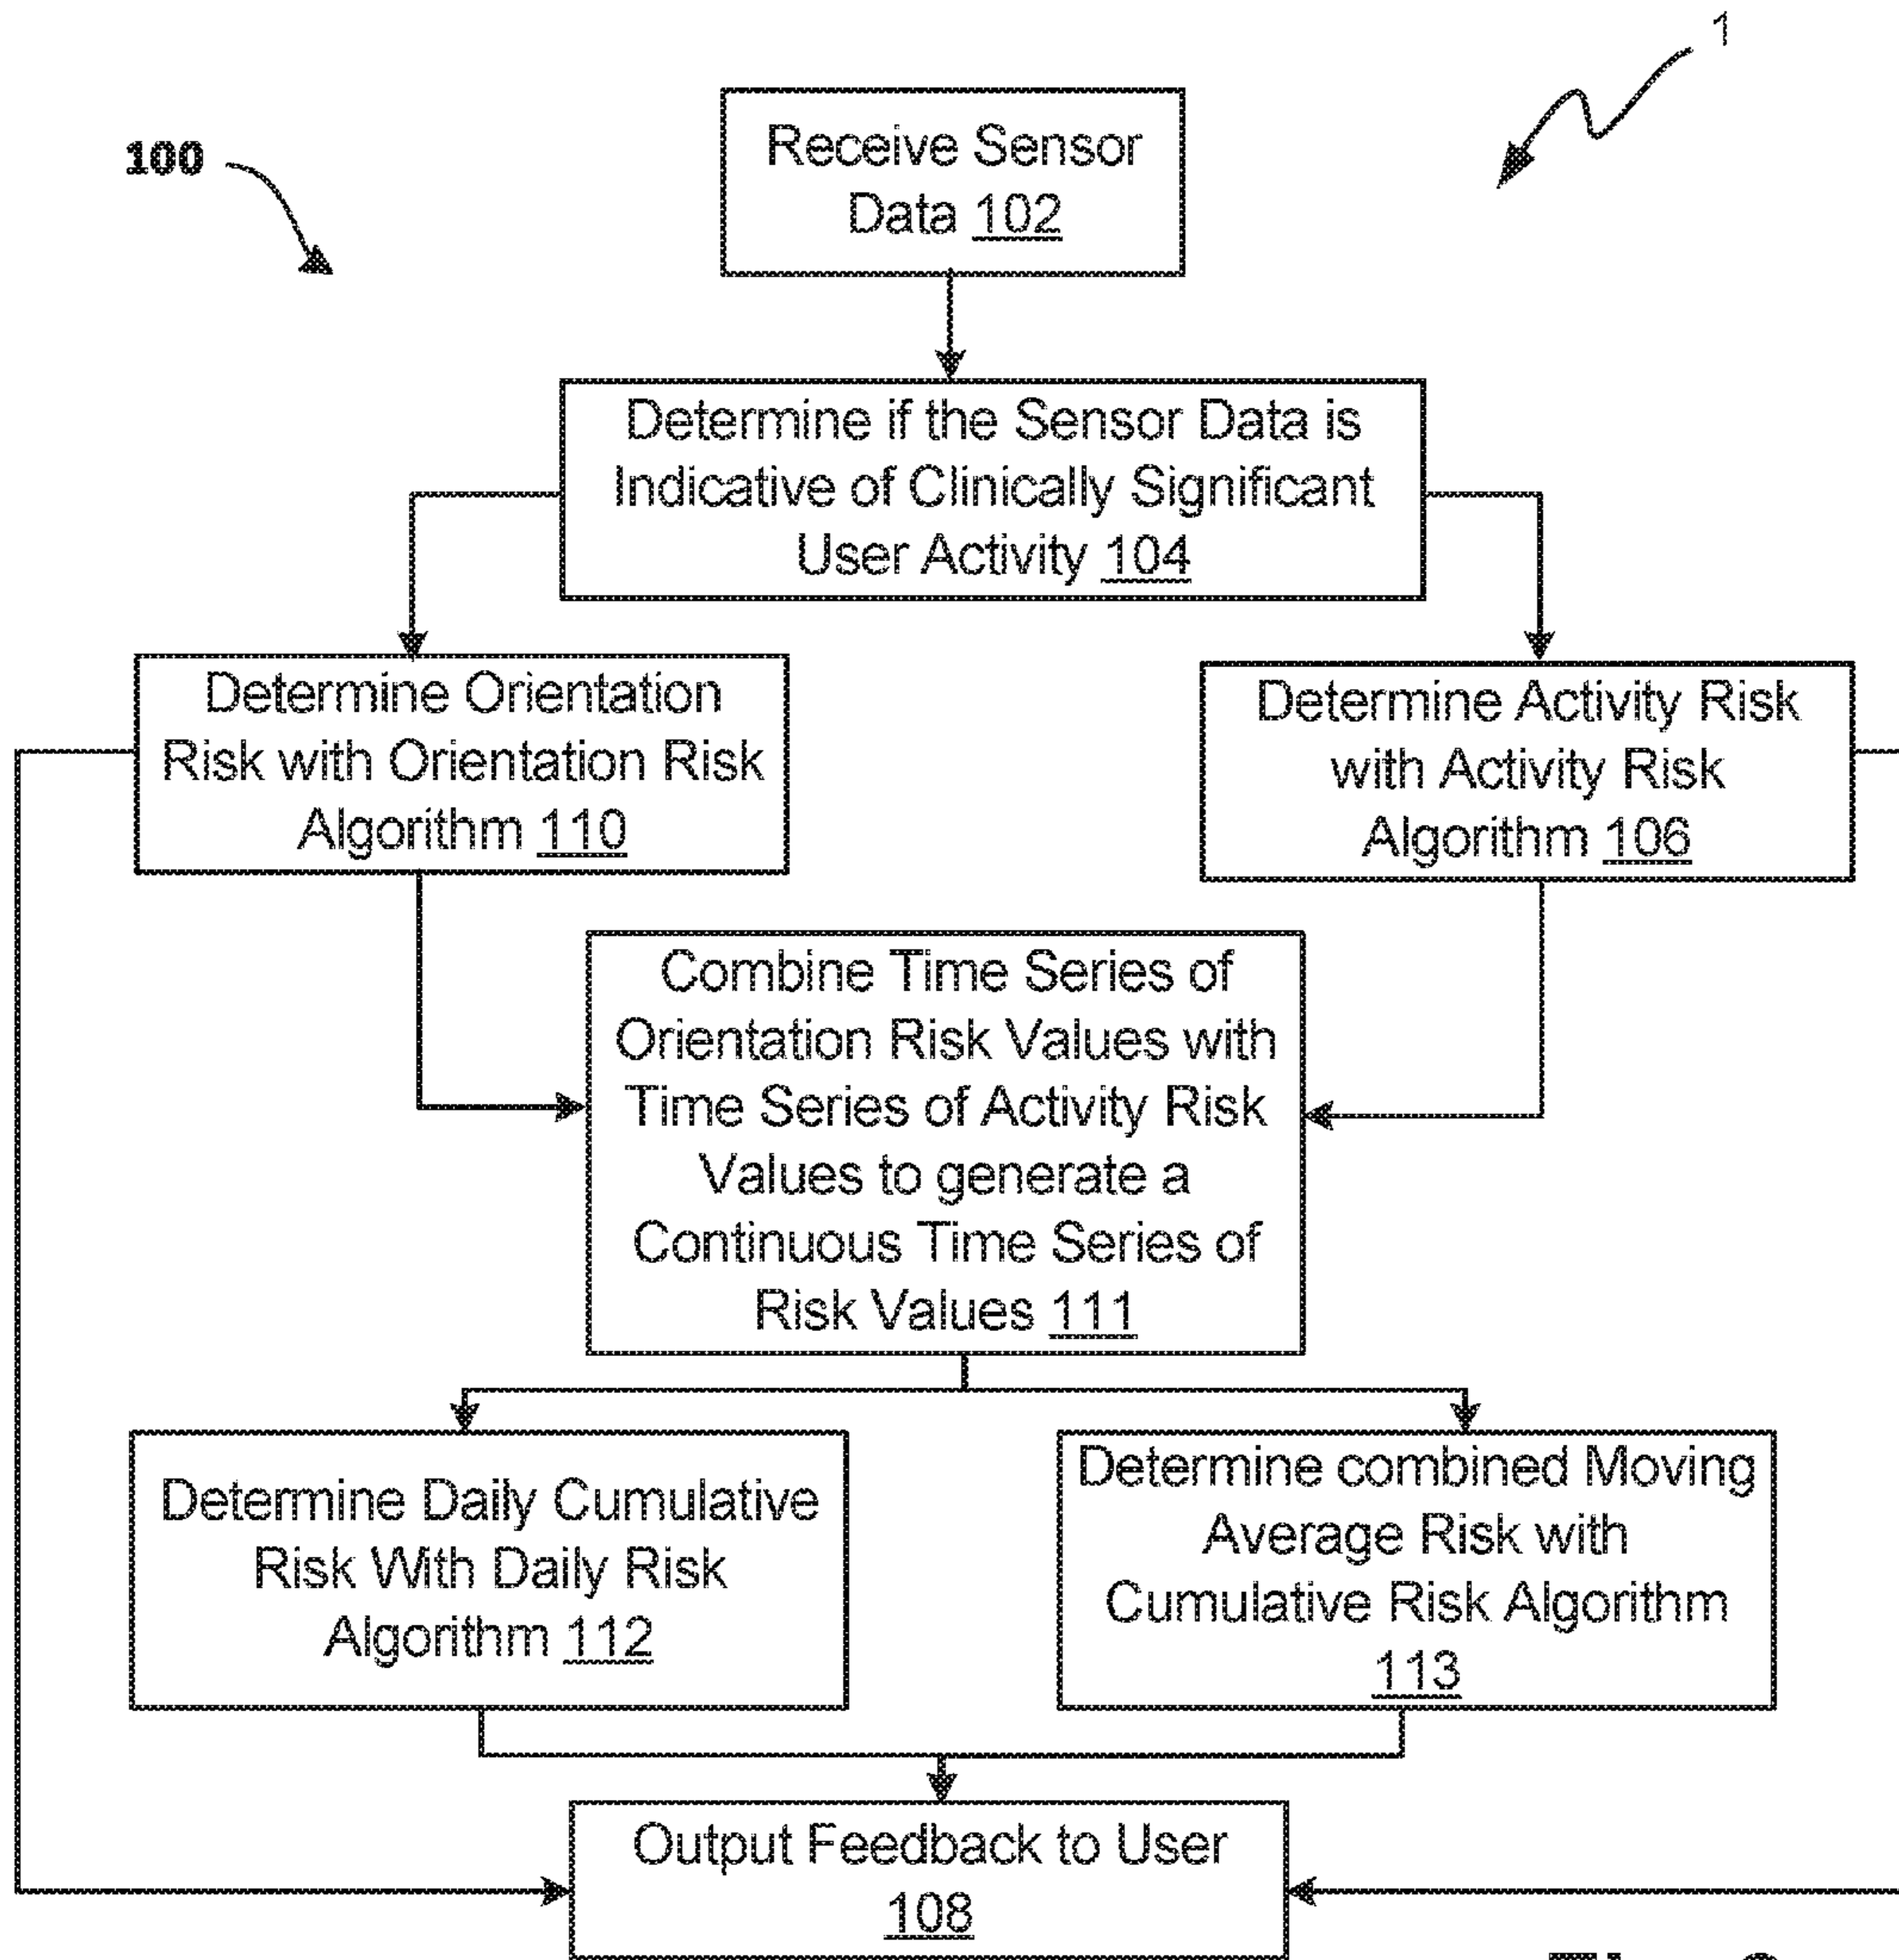 1
100
Receive Sensor
Data 102
Determine if the Sensor Data is
Indicative of Clinically Significant
User Activity 104
Determine Orientation
Risk with Orientation Risk
Algorithm 110
Determine Activity Risk
with Activity Risk
Algorithm 106
Combine Time Series of
Orientation Risk Values with
Time Series of Activity Risk
Values to generate a
Continuous Time Series of
Risk Values 111
Determine Daily Cumulative
Risk With Daily Risk
Algorithm 112
Determine combined Moving
Average Risk with
Cumulative Risk Algorithm
113
Output Feedback to User
108